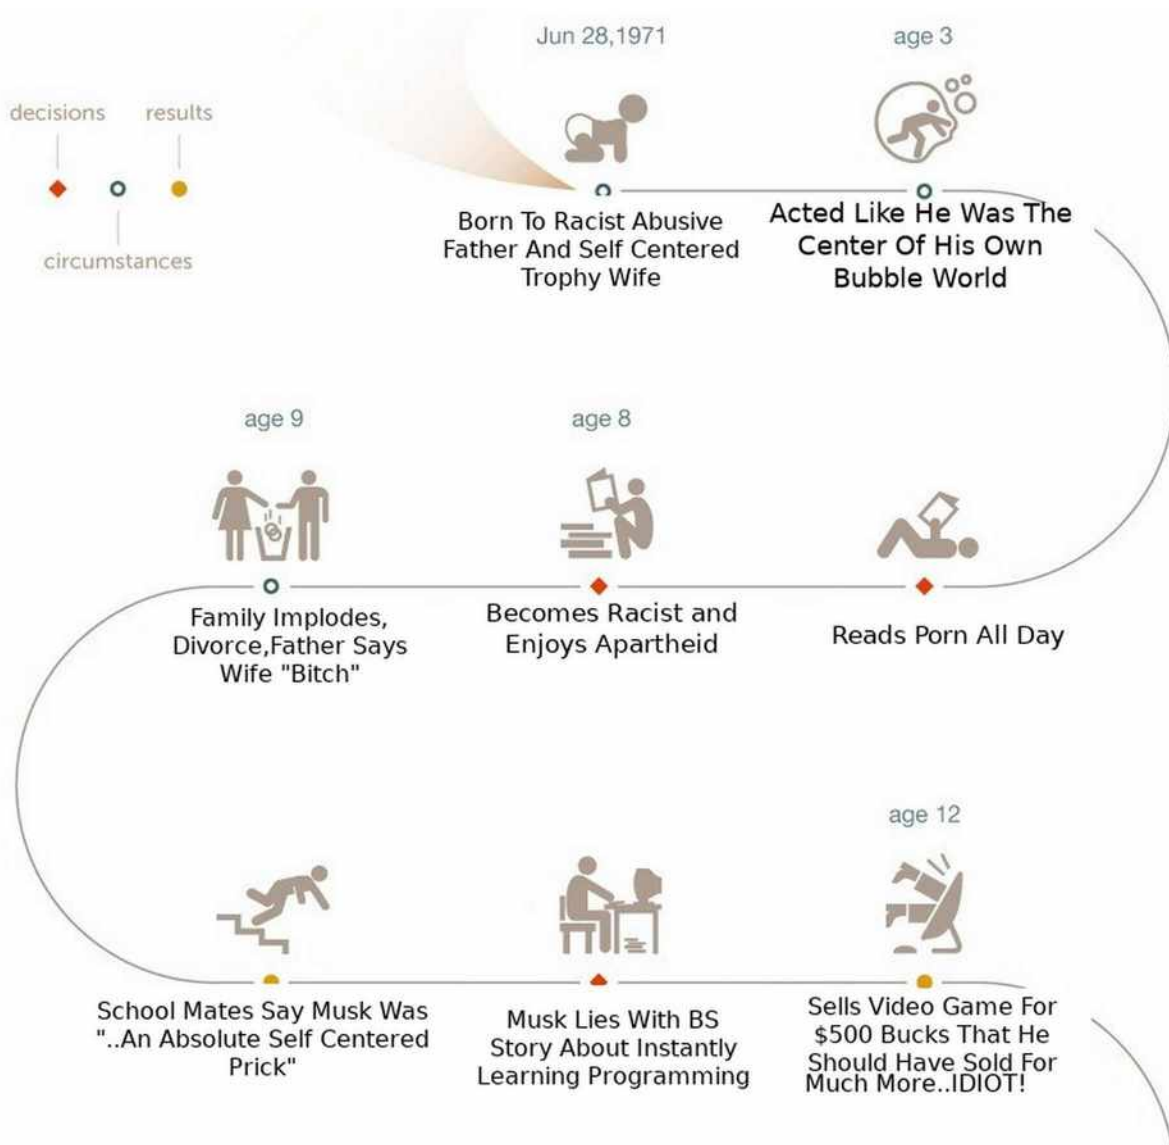 Jun 28,1971
age 3
decisions
results
circumstances
Born To Racist Abusive
Father And Self Centered
Trophy Wife
Acted Like He Was The
Center Of His Own
Bubble World
age 9
age 8
Family Implodes,
Divorce,Father Says
Wife "Bitch"
Becomes Racist and
Enjoys Apartheid
Reads Porn All Day
age 12
School Mates Say Musk Was
"..An Absolute Self Centered
Prick"
Musk Lies With BS
Story About Instantly
Learning Programming
Sells Video Game For
$500 Bucks That He
Should Have Sold For
Much More..IDIOT!